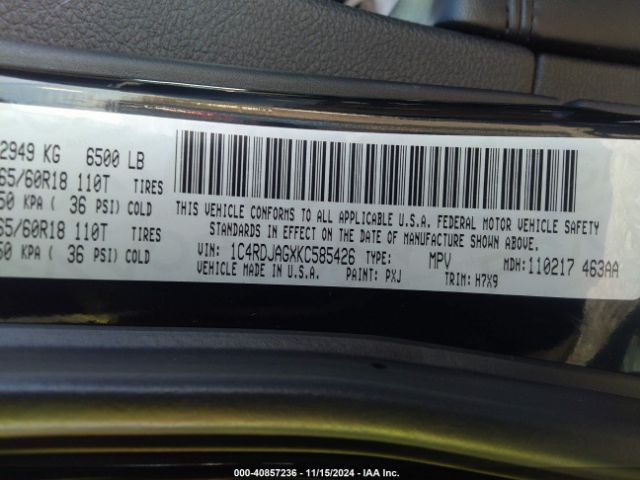 2949 KG 6500 LB
65/60R18 110T TIRES
50 KPA ( 36 PSI) COLD
65/60R18 110T TIRES
50 KPA ( 36 PSI) COLD
THIS VEHICLE CONFORMS TO ALL APPLICABLE U.S.A. FEDERAL MOTOR VEHICLE SAFETY
STANDARDS IN EFFECT ON THE DATE OF MANUFACTURE SHOWN ABOVE.
VIN: 1C4RDJAGXKC585426 TYPE: MPV MDH: 110217 463AA
VEHICLE MADE IN U.S.A. PAINT: PXJ TRIM: H7X9
000-40857236 - 11/15/2024 - IAA Inc.